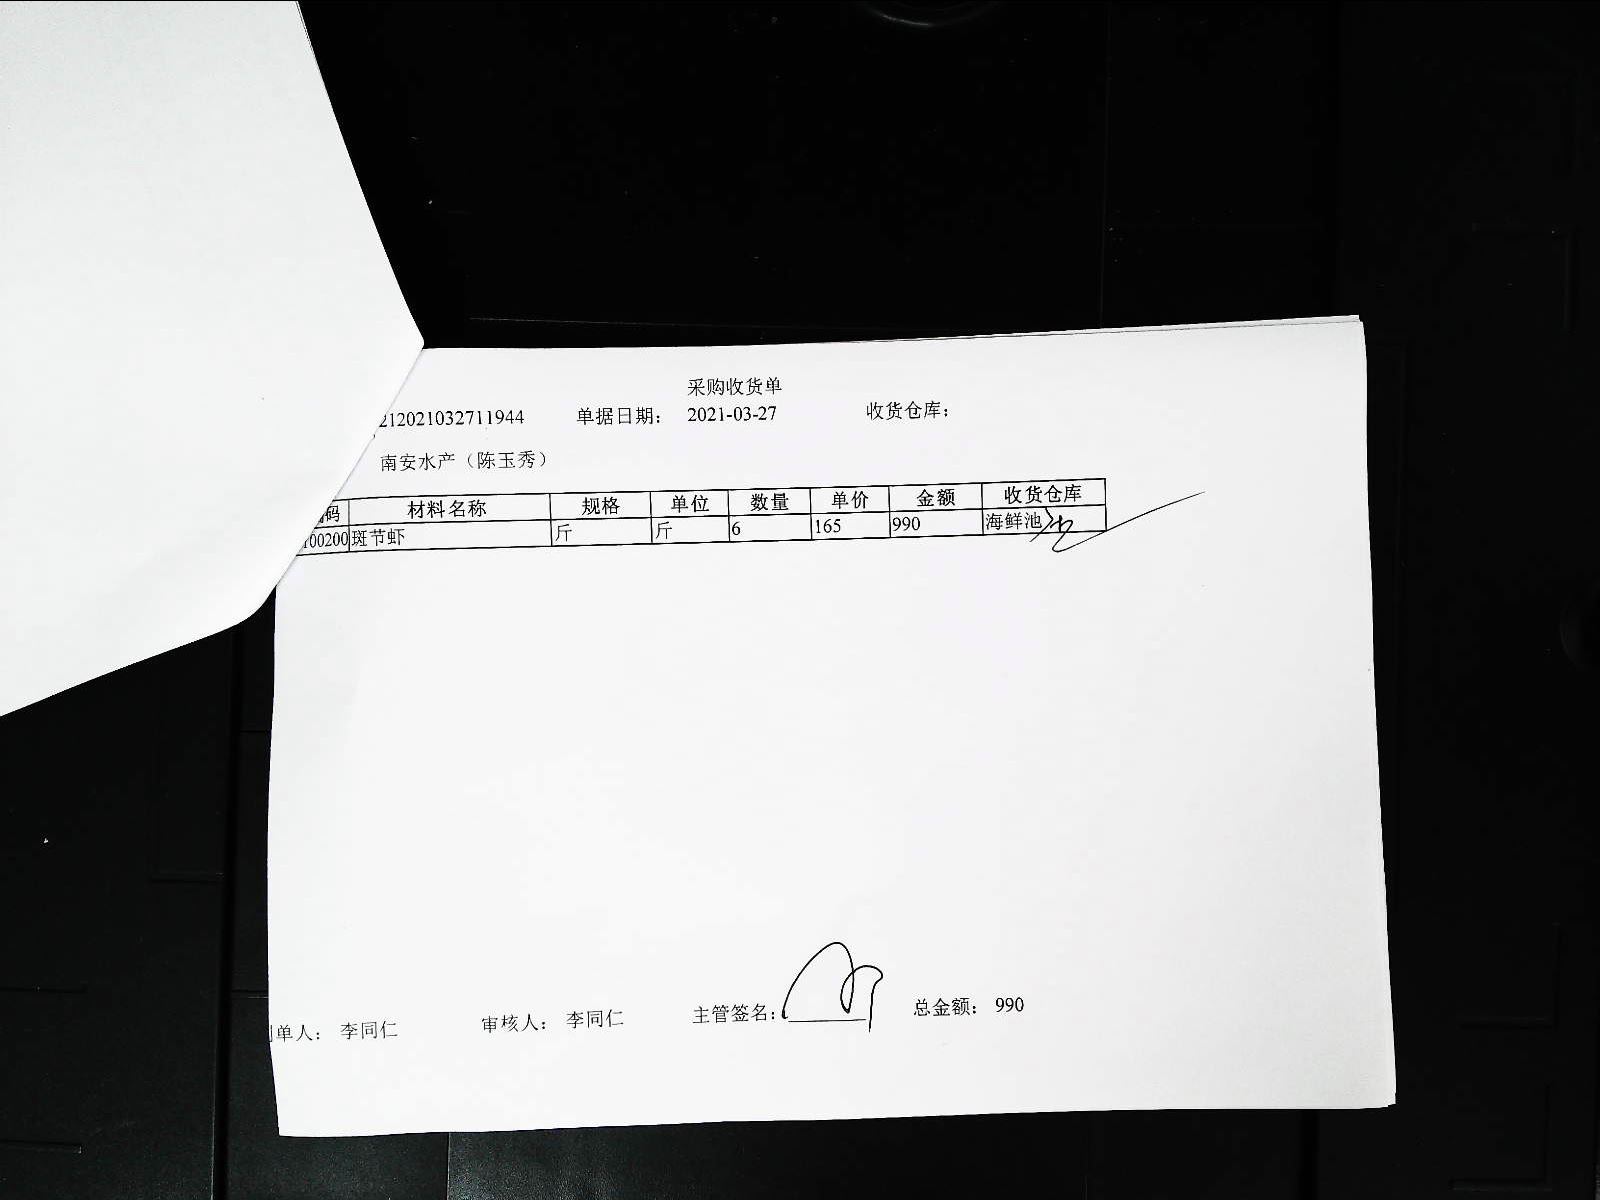 采购收货单
212021032711944 单据日期： 2021-03-27 收货仓库：
南安水产（陈玉秀）
码 材料名称 规格 单位 数量 单价 金额 收货仓库
100200 斑节虾 斤 斤 6 165 990 海鲜池
单人： 李同仁 审核人： 李同仁 主管签名： 总金额： 990